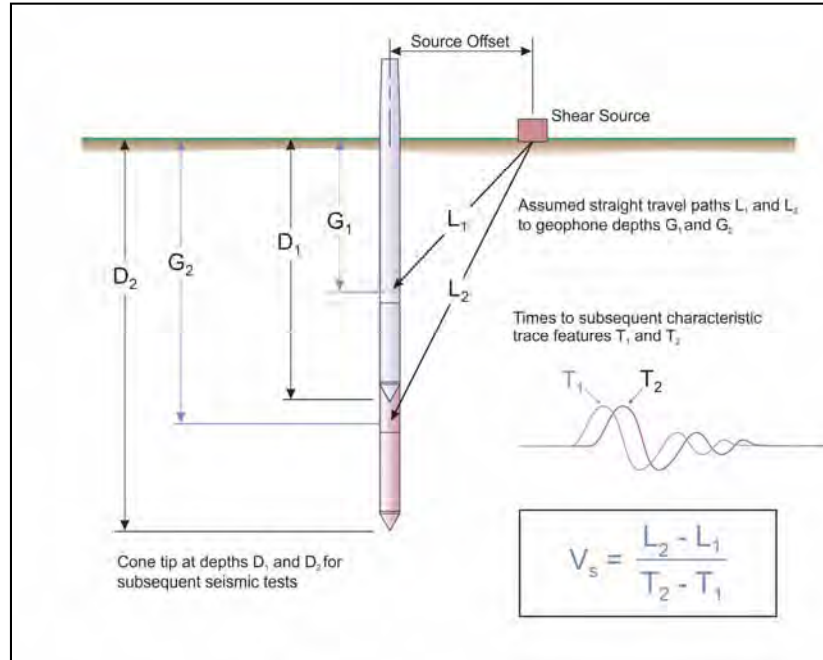 Source Offset
Shear Source
L₁
L₂
G₁
D₁
G₂
D₂
Assumed straight travel paths L₁ and L₂
to geophone depths G₁ and G₂
Times to subsequent characteristic
trace features T₁ and T₂
T₁
T₂
Cone tip at depths D₁ and D₂ for
subsequent seismic tests
Vₛ = (L₂ - L₁) / (T₂ - T₁)